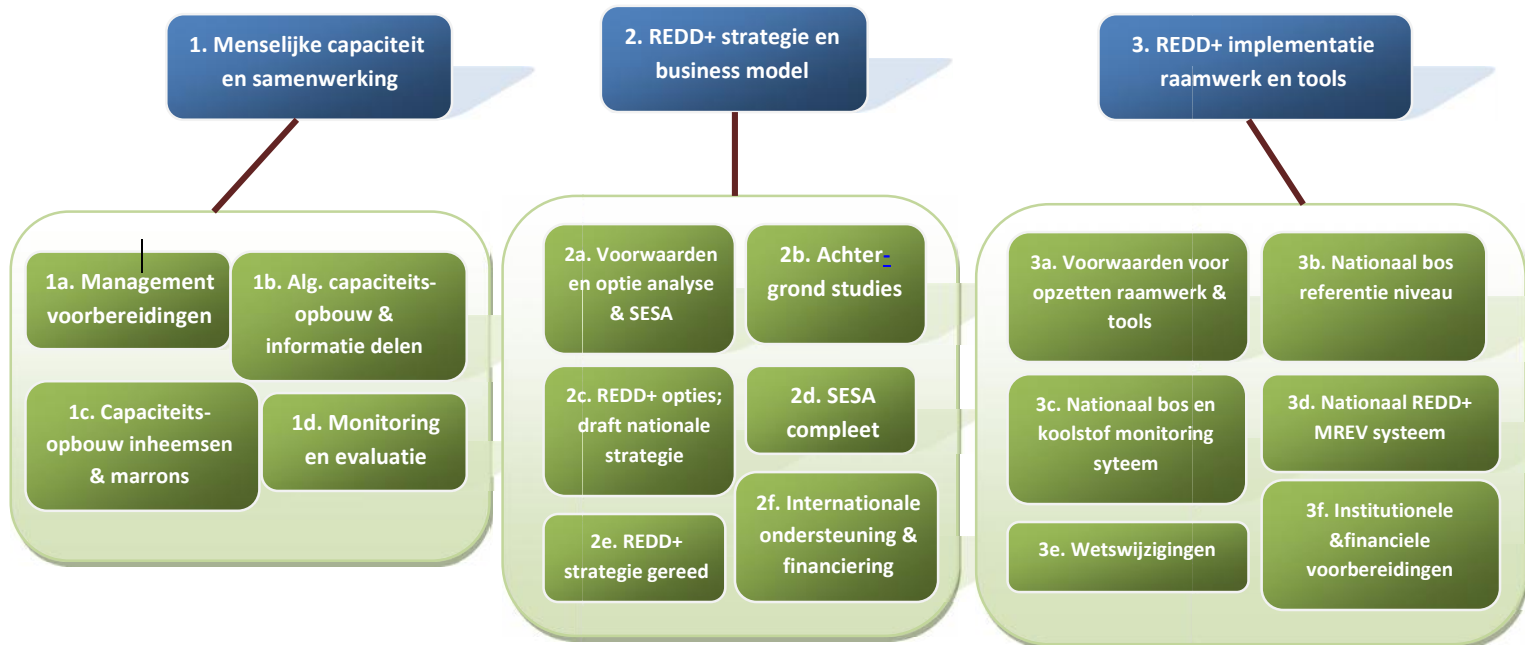 1. Menselijke capaciteit
en samenwerking
2. REDD+ strategie en
business model
3. REDD+ implementatie
raamwerk en tools
1a. Management
voorbereidingen
1b. Alg. capaciteits-
opbouw &
informatie delen
1c. Capaciteits-
opbouw inheemsen
& marrons
1d. Monitoring
en evaluatie
2a. Voorwaarden
en optie analyse
& SESA
2b. Achter-
grond studies
2c. REDD+ opties;
draft nationale
strategie
2d. SESA
compleet
2e. REDD+
strategie gereed
2f. Internationale
ondersteuning &
financiering
3a. Voorwaarden voor
opzetten raamwerk &
tools
3b. Nationaal bos
referentie niveau
3c. Nationaal bos en
koolstof monitoring
syteem
3d. Nationaal REDD+
MREV systeem
3e. Wetswijzigingen
3f. Institutionele
&financiele
voorbereidingen